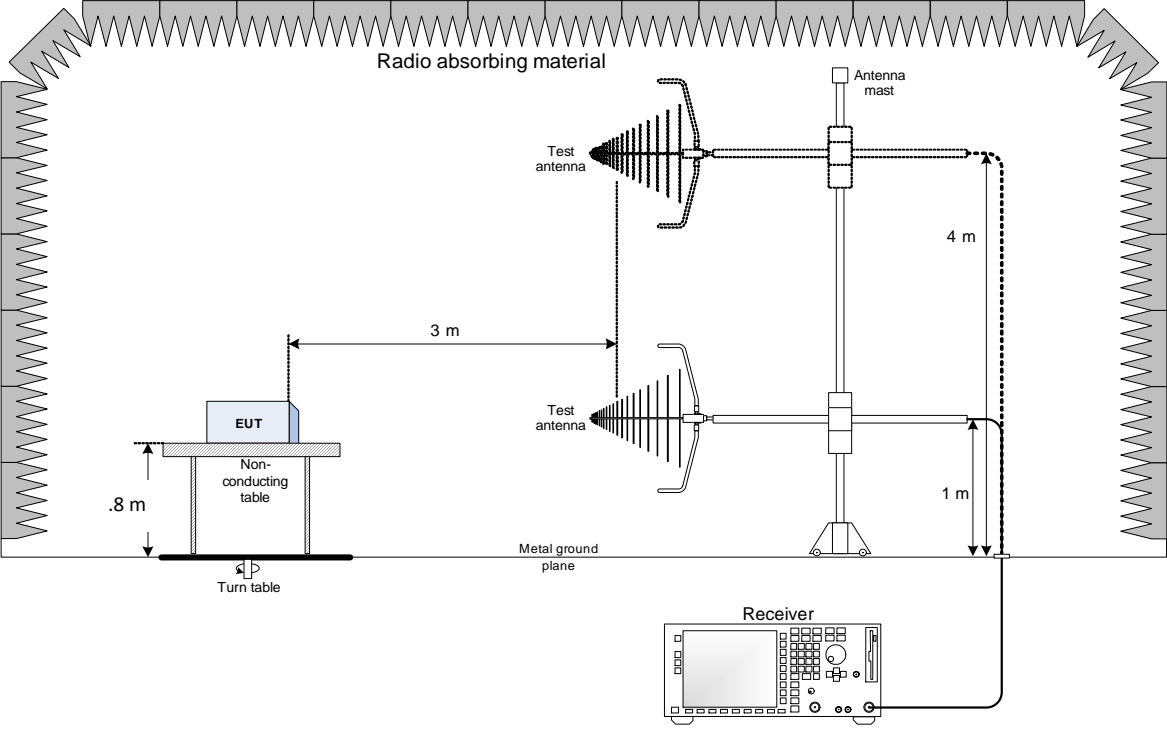 Radio absorbing material
Antenna
mast
Test
antenna
4 m
3 m
Test
antenna
EUT
Non-
conducting
table
.8 m
1 m
Metal ground
plane
Turn table
Receiver